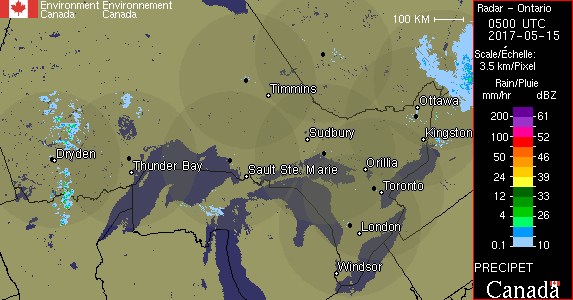 Environment Environnement
Canada Canada
100 KM
Timmins
Ottawa
Sudbury
Kingston
Dryden
Thunder Bay
Sault Ste. Marie
Orillia
Toronto
London
Windsor
Radar - Ontario
0500 UTC
2017-05-15
Scale/Échelle:
3.5 km/Pixel
Rain/Pluie
mm/hr dBZ
200 61
100 52
50 46
24 39
12 33
4 26
0.1 10
PRECIPET
Canada